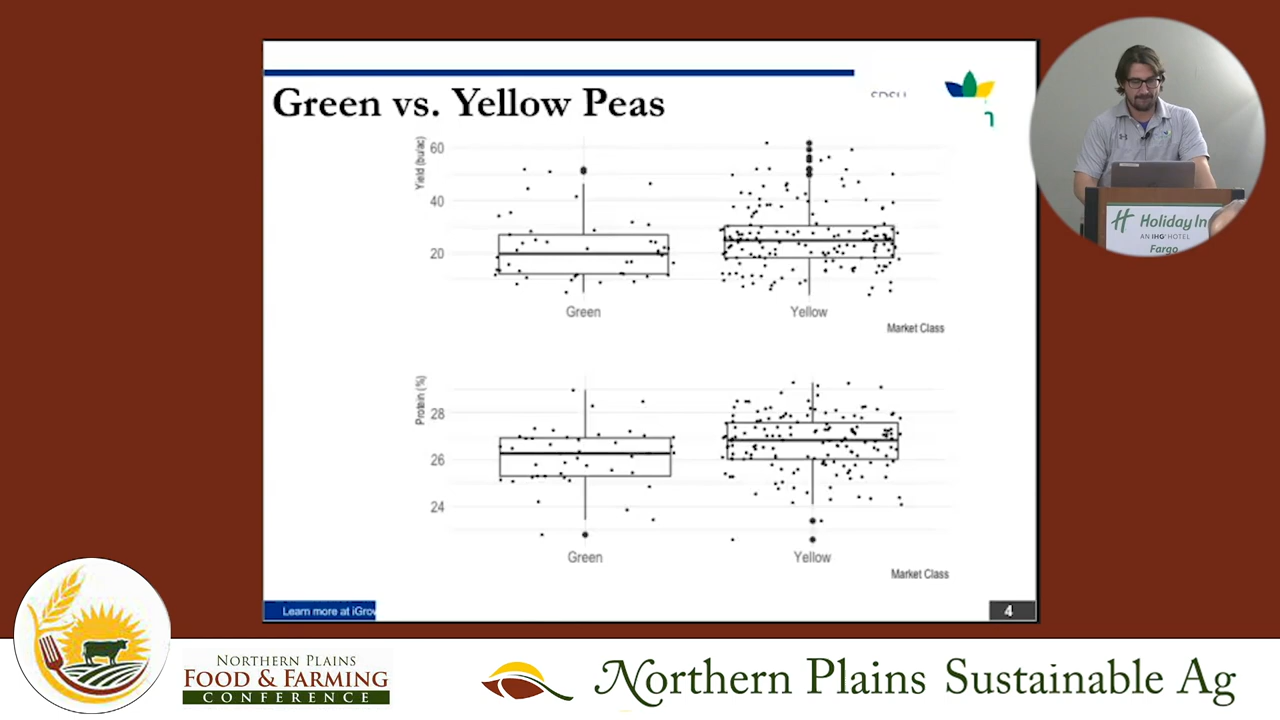 Green vs. Yellow Peas
SDSU
Yield (bu/ac)
60
40
20
Green
Yellow
Market Class
Protein (%)
28
26
24
Green
Yellow
Market Class
Learn more at iGrow
4
Holiday Inn
AN IHG HOTEL
Fargo
NORTHERN PLAINS
FOOD & FARMING
CONFERENCE
Northern Plains Sustainable Ag